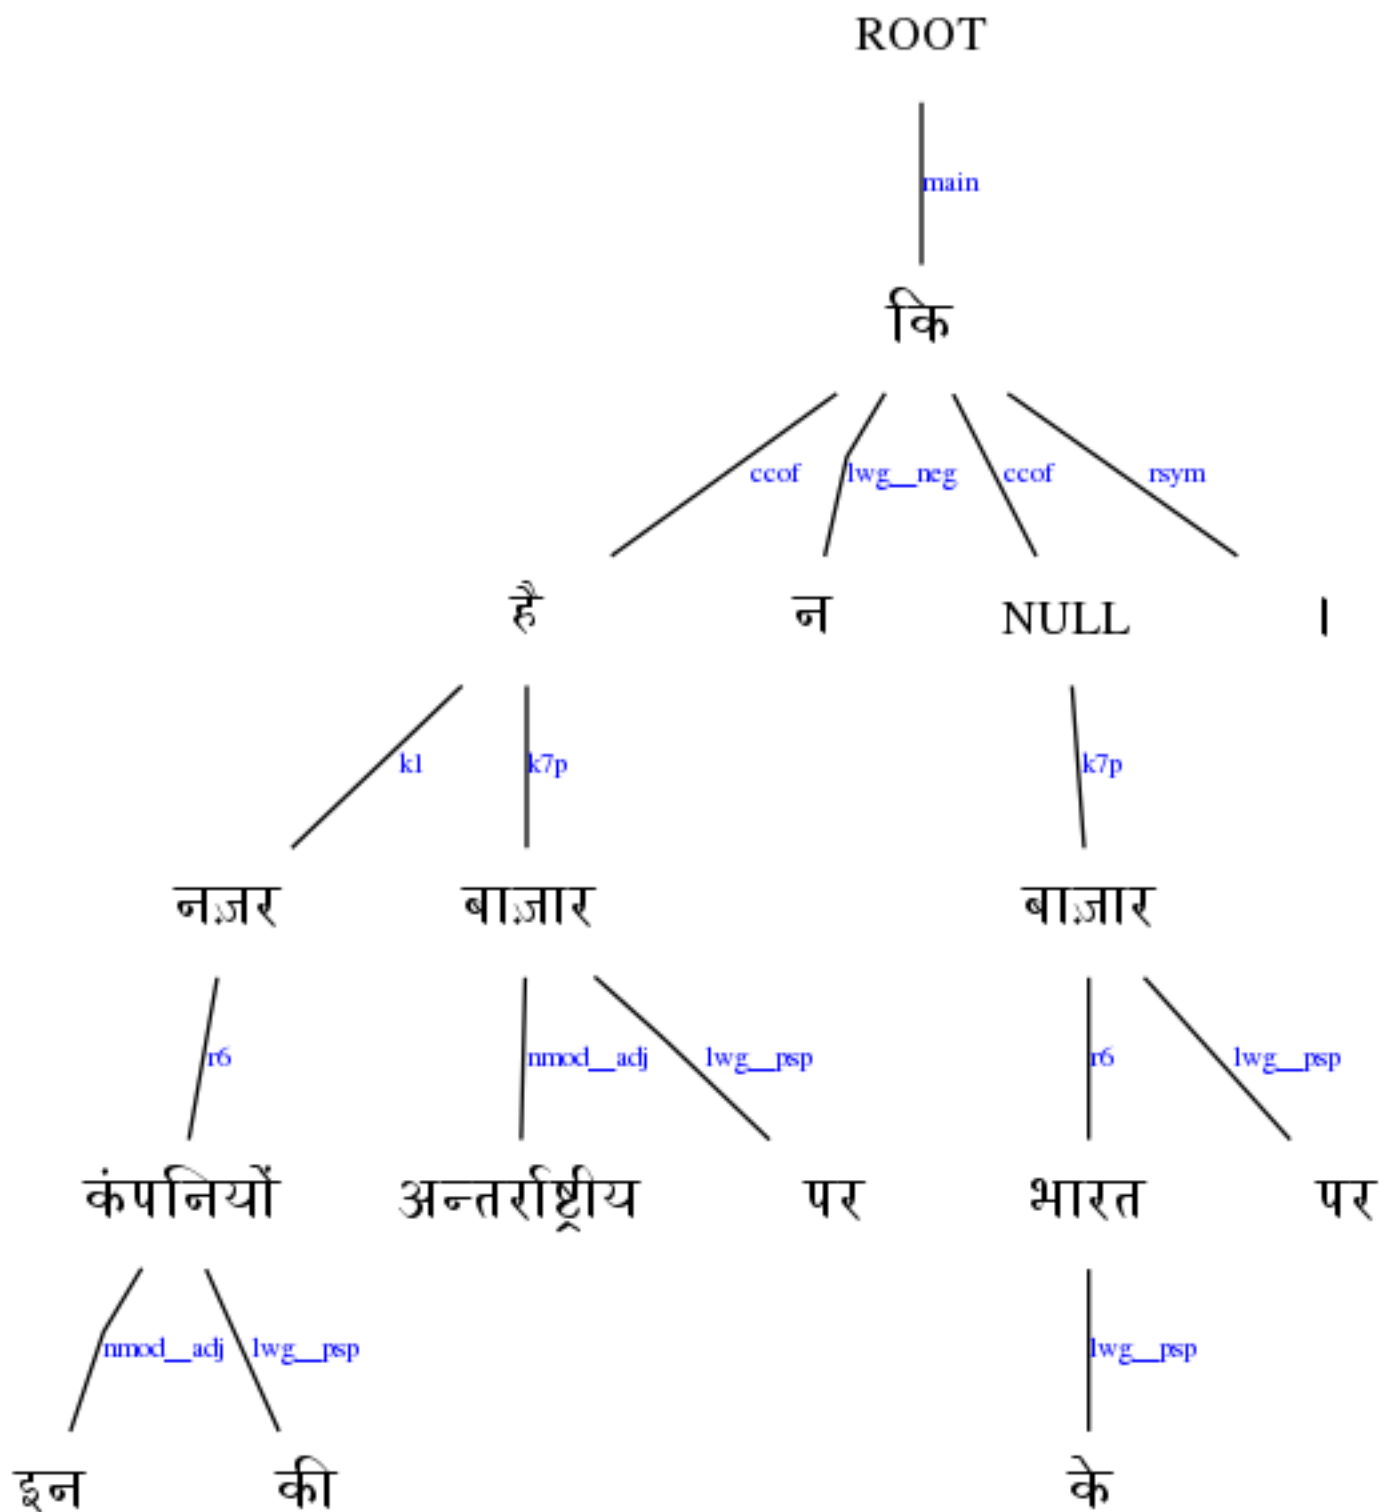 ROOT
main
कि
ccof lwg__neg ccof rsym
है न NULL ।
k1 k7p k7p
नज़र बाज़ार बाज़ार
r6 nmod__adj lwg__psp r6 lwg__psp
कंपनियों अन्तर्राष्ट्रीय पर भारत पर
nmod__adj lwg__psp lwg__psp
इन की के